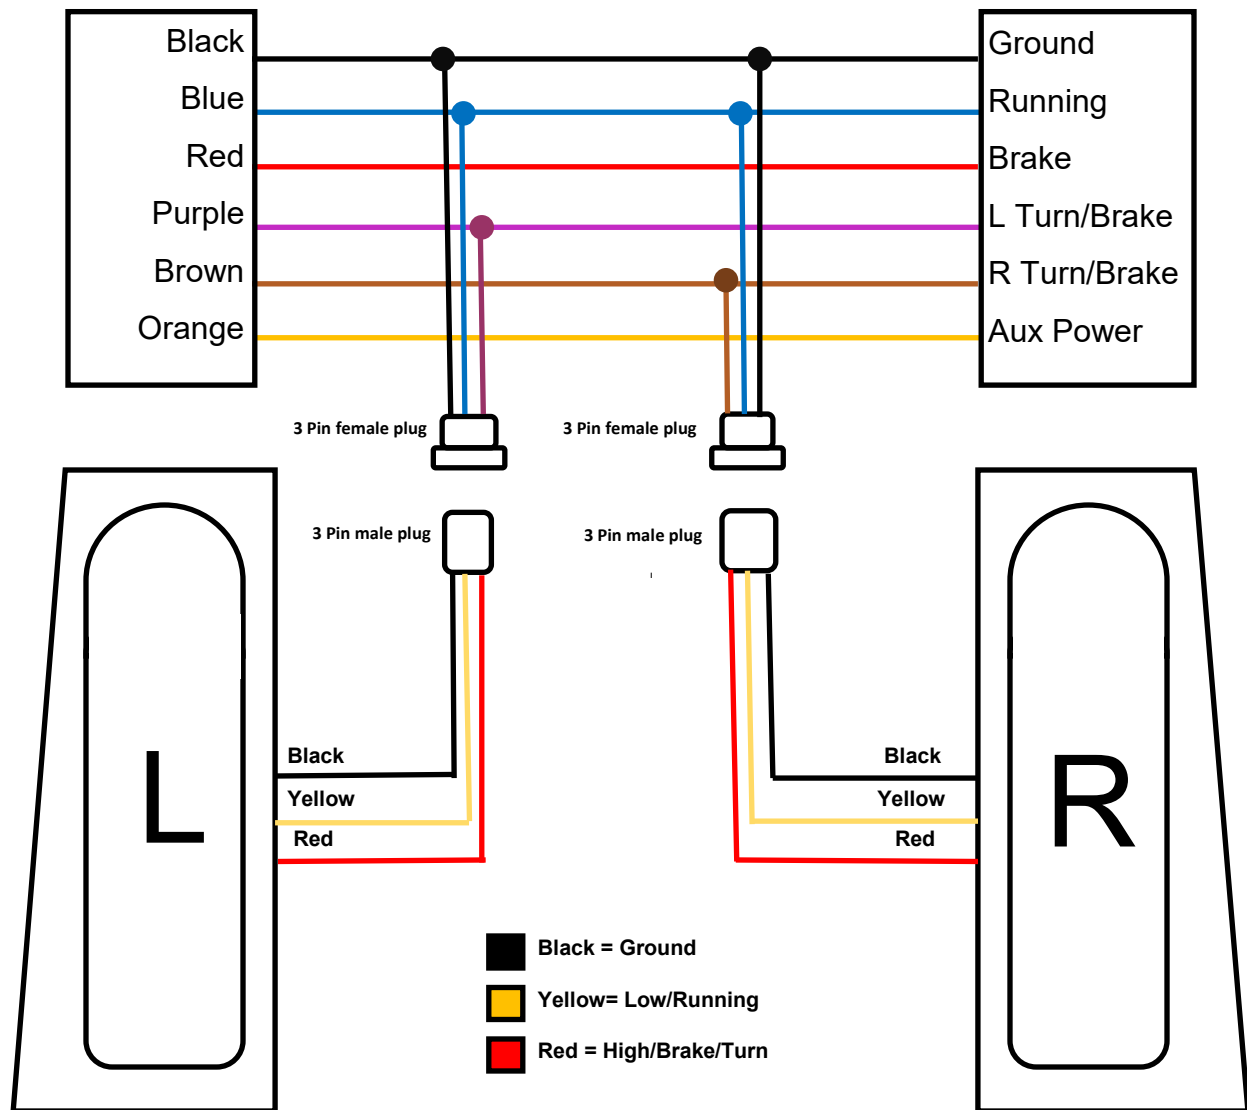 Black
Blue
Red
Purple
Brown
Orange
Ground
Running
Brake
L Turn/Brake
R Turn/Brake
Aux Power
3 Pin female plug
3 Pin female plug
3 Pin male plug
3 Pin male plug
L
Black
Yellow
Red
Black
Yellow
Red
R
Black = Ground
Yellow= Low/Running
Red = High/Brake/Turn